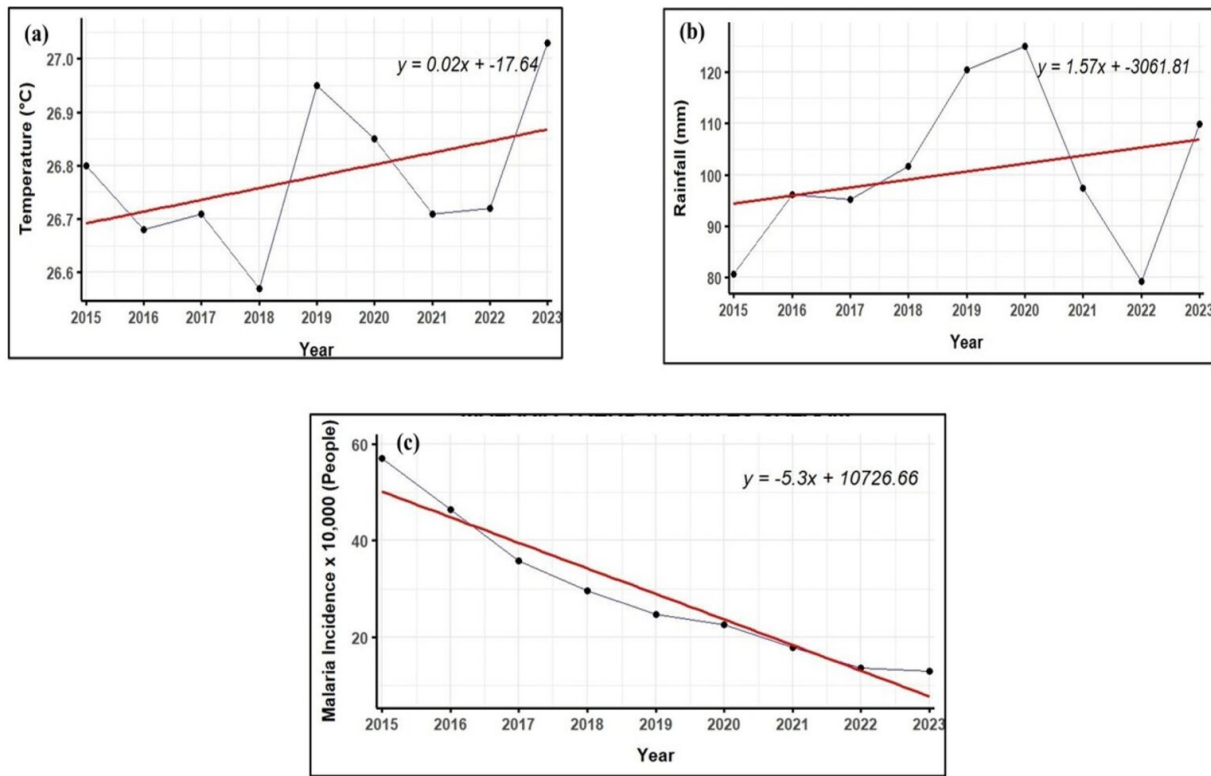 (a)
y = 0.02x + -17.64
Temperature (°C)
27.0
26.9
26.8
26.7
26.6
2015 2016 2017 2018 2019 2020 2021 2022 2023
Year
(b)
y = 1.57x + -3061.81
Rainfall (mm)
120
110
100
90
80
2015 2016 2017 2018 2019 2020 2021 2022 2023
Year
(c)
y = -5.3x + 10726.66
Malaria Incidence x 10,000 (People)
60
40
20
2015 2016 2017 2018 2019 2020 2021 2022 2023
Year